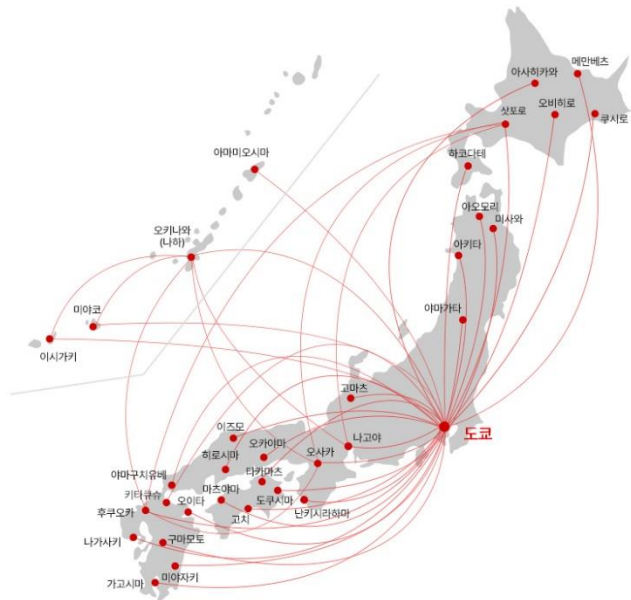 메만베츠
아사히카와
오비히로
쿠시로
삿포로
하코다테
아마미오시마
아오모리
미사와
오키나와
(나하)
아키타
야마가타
미야코
이시가키
고마츠
도쿄
이즈모
오카야마
나고야
오사카
히로시마
타카마츠
야마구치유베
키타큐슈
마츠야마
도쿠시마
오이타
고치
난키시라하마
후쿠오카
나가사키
구마모토
미야자키
가고시마